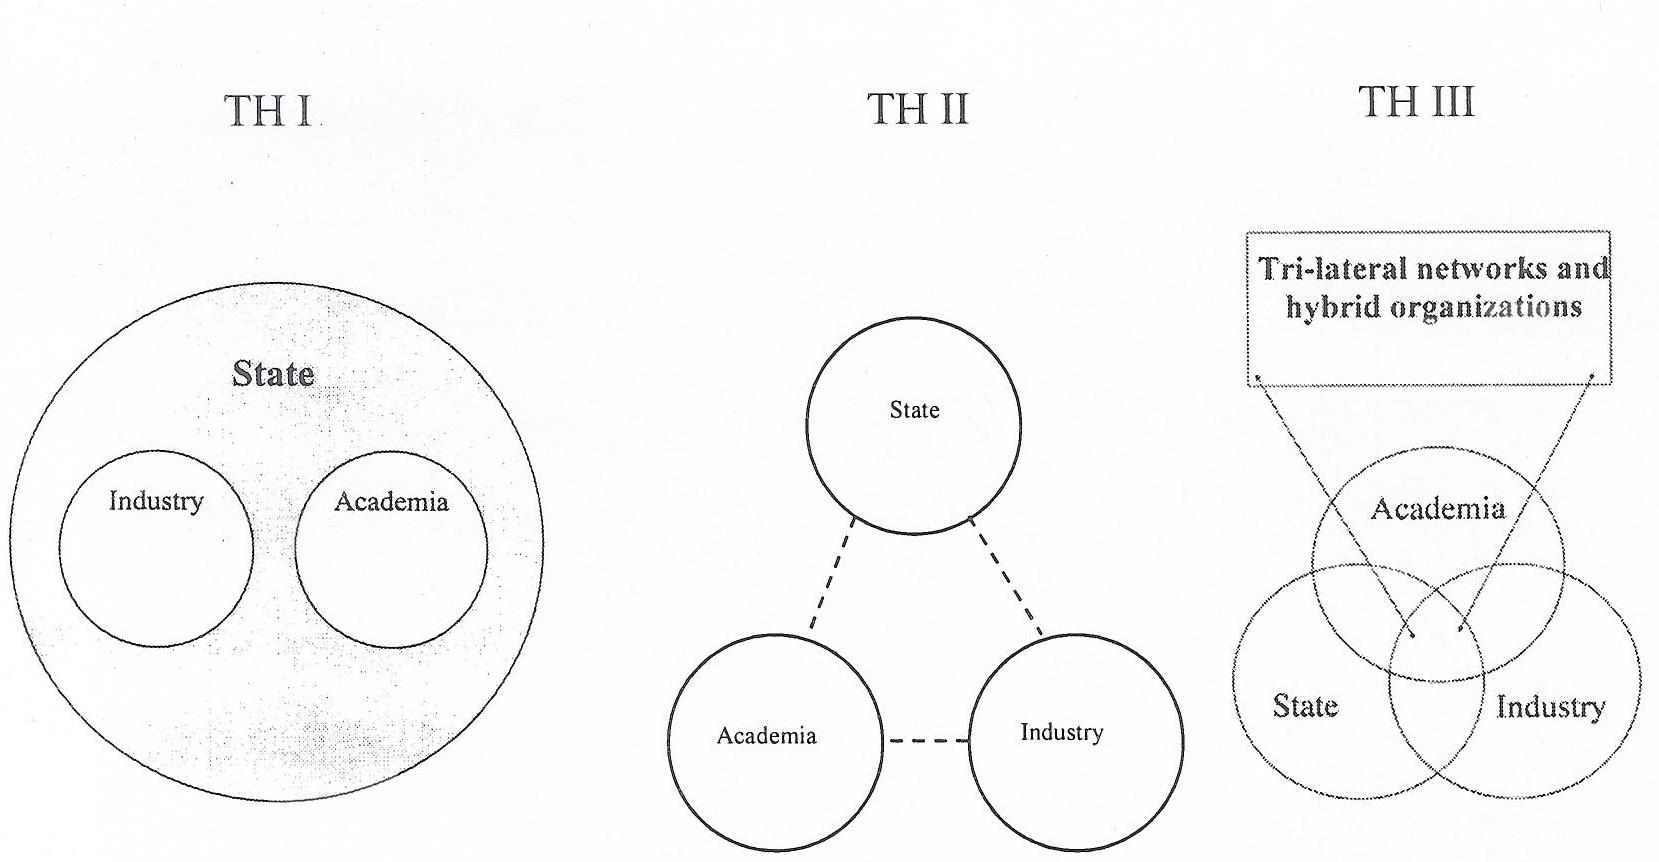 TH I
State
Industry
Academia
TH II
State
Academia
Industry
TH III
Tri-lateral networks and
hybrid organizations
Academia
State
Industry